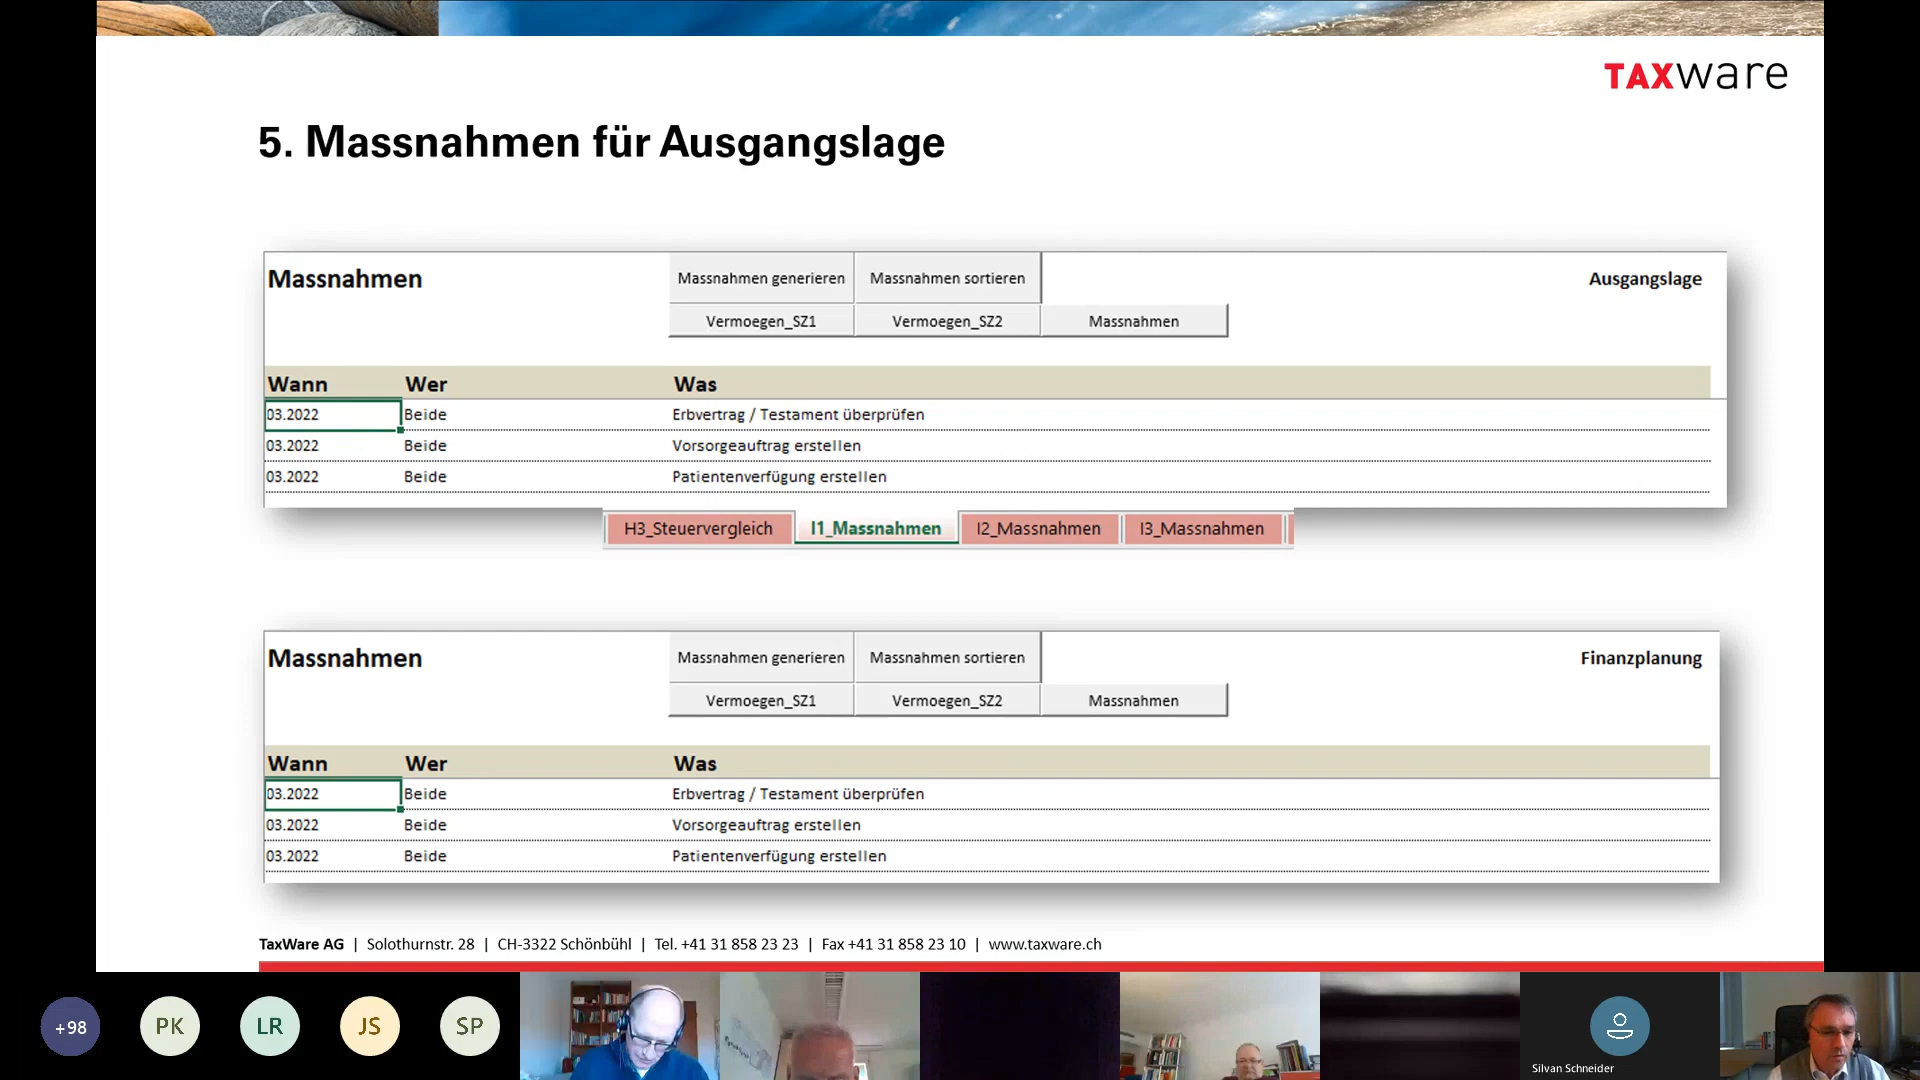 TAXware
5. Massnahmen für Ausgangslage
Massnahmen
Massnahmen generieren
Massnahmen sortieren
Ausgangslage
Vermoegen_SZ1
Vermoegen_SZ2
Massnahmen
Wann Wer Was
03.2022 Beide Erbvertrag / Testament überprüfen
03.2022 Beide Vorsorgeauftrag erstellen
03.2022 Beide Patientenverfügung erstellen
H3_Steuervergleich I1_Massnahmen I2_Massnahmen I3_Massnahmen
Massnahmen
Massnahmen generieren
Massnahmen sortieren
Finanzplanung
Vermoegen_SZ1
Vermoegen_SZ2
Massnahmen
Wann Wer Was
03.2022 Beide Erbvertrag / Testament überprüfen
03.2022 Beide Vorsorgeauftrag erstellen
03.2022 Beide Patientenverfügung erstellen
TaxWare AG | Solothurnstr. 28 | CH-3322 Schönbühl | Tel. +41 31 858 23 23 | Fax +41 31 858 23 10 | www.taxware.ch
+98 PK LR JS SP
Silvan Schneider